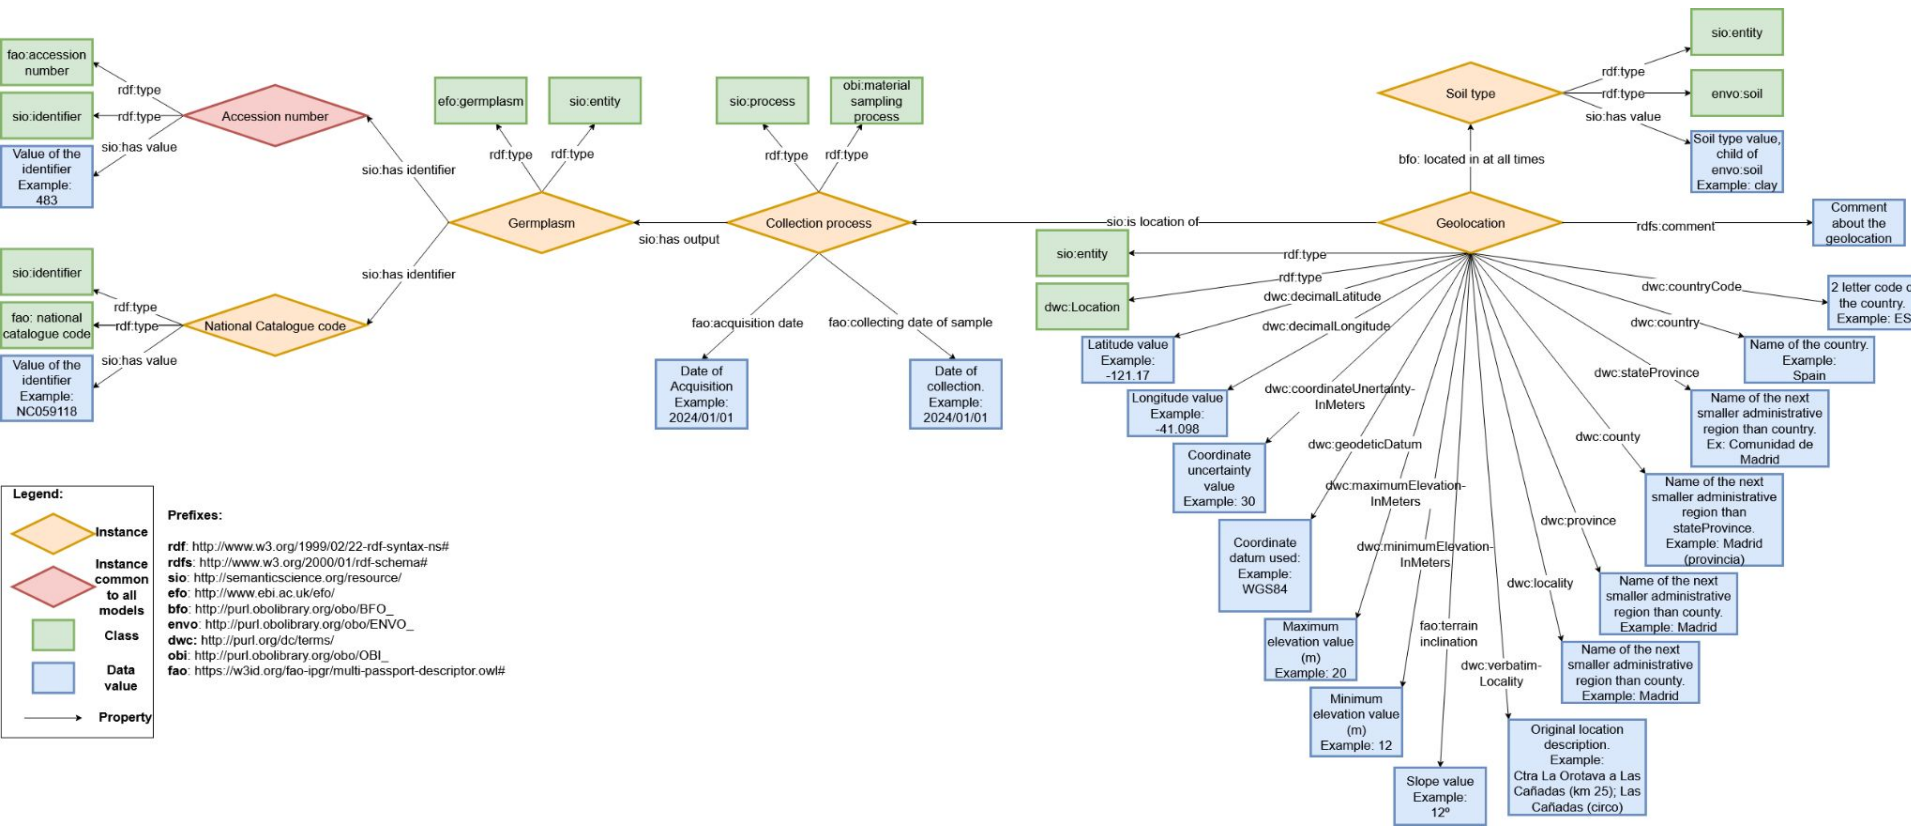 fao:accession
number
rdf:type
sio:identifier
rdf:type
Value of the
identifier
Example:
483
sio:has value
Accession number
sio:has identifier
sio:identifier
rdf:type
fao: national
catalogue code
rdf:type
Value of the
identifier
Example:
NC059118
sio:has value
National Catalogue code
sio:has identifier
efo:germplasm
sio:entity
rdf:type
rdf:type
Germplasm
sio:has output
sio:process
obi:material
sampling
process
rdf:type
rdf:type
Collection process
fao:acquisition date
fao:collecting date of sample
Date of
Acquisition
Example:
2024/01/01
Date of
collection.
Example:
2024/01/01
sio:is location of
Soil type
rdf:type
rdf:type
sio:has value
sio:entity
envo:soil
Soil type value,
child of
envo:soil
Example: clay
bfo: located in at all times
Geolocation
rdfs:comment
Comment
about the
geolocation
sio:entity
rdf:type
dwc:Location
rdf:type
dwc:decimalLatitude
Latitude value
Example:
-121.17
dwc:decimalLongitude
Longitude value
Example:
-41.098
dwc:coordinateUnertainty-
InMeters
Coordinate
uncertainty
value
Example: 30
dwc:geodeticDatum
Coordinate
datum used:
Example:
WGS84
dwc:maximumElevation-
InMeters
Maximum
elevation value
(m)
Example: 20
dwc:minimumElevation-
InMeters
Minimum
elevation value
(m)
Example: 12
fao:terrain
inclination
Slope value
Example:
12º
dwc:verbatim-
Locality
Original location
description.
Example:
Ctra La Orotava a Las
Cañadas (km 25); Las
Cañadas (circo)
dwc:locality
Name of the next
smaller administrative
region than county.
Example: Madrid
dwc:province
Name of the next
smaller administrative
region than county.
Example: Madrid
dwc:county
Name of the next
smaller administrative
region than
stateProvince.
Example: Madrid
(provincia)
dwc:stateProvince
Name of the next
smaller administrative
region than country.
Ex: Comunidad de
Madrid
dwc:country
Name of the country.
Example:
Spain
dwc:countryCode
2 letter code o
the country.
Example: ES
Legend:
Instance
Instance
common
to all
models
Class
Data
value
Property
Prefixes:
rdf: http://www.w3.org/1999/02/22-rdf-syntax-ns#
rdfs: http://www.w3.org/2000/01/rdf-schema#
sio: http://semanticscience.org/resource/
efo: http://www.ebi.ac.uk/efo/
bfo: http://purl.obolibrary.org/obo/BFO_
envo: http://purl.obolibrary.org/obo/ENVO_
dwc: http://purl.org/dc/terms/
obi: http://purl.obolibrary.org/obo/OBI_
fao: https://w3id.org/fao-ipgr/multi-passport-descriptor.owl#